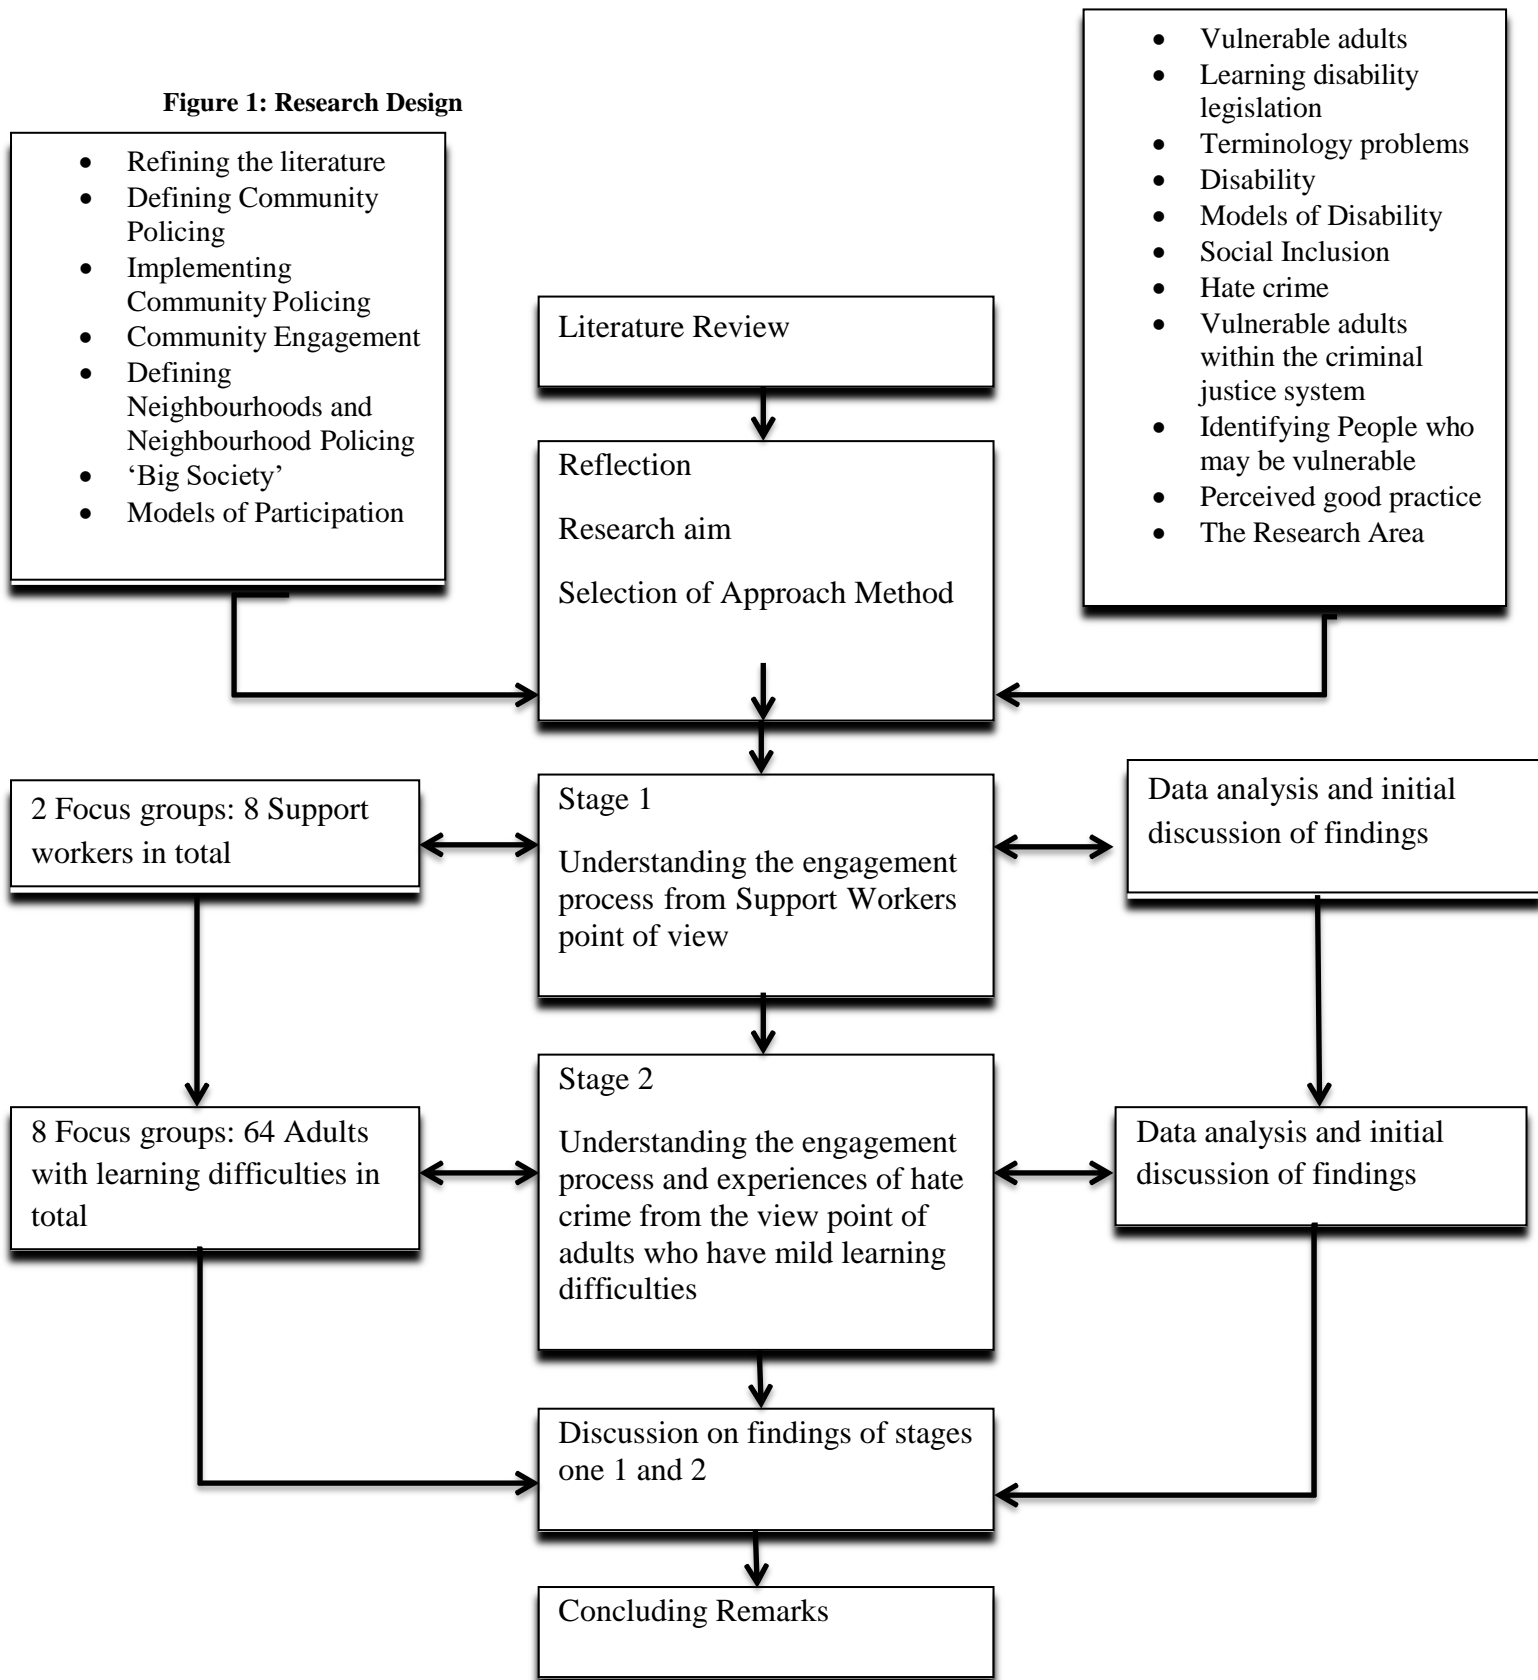 Figure 1: Research Design
• Refining the literature
• Defining Community
Policing
• Implementing
Community Policing
• Community Engagement
• Defining
Neighbourhoods and
Neighbourhood Policing
• ‘Big Society’
• Models of Participation
Literature Review
• Vulnerable adults
• Learning disability
legislation
• Terminology problems
• Disability
• Models of Disability
• Social Inclusion
• Hate crime
• Vulnerable adults
within the criminal
justice system
• Identifying People who
may be vulnerable
• Perceived good practice
• The Research Area
Reflection
Research aim
Selection of Approach Method
2 Focus groups: 8 Support
workers in total
Stage 1
Understanding the engagement
process from Support Workers
point of view
Data analysis and initial
discussion of findings
8 Focus groups: 64 Adults
with learning difficulties in
total
Stage 2
Understanding the engagement
process and experiences of hate
crime from the view point of
adults who have mild learning
difficulties
Data analysis and initial
discussion of findings
Discussion on findings of stages
one 1 and 2
Concluding Remarks